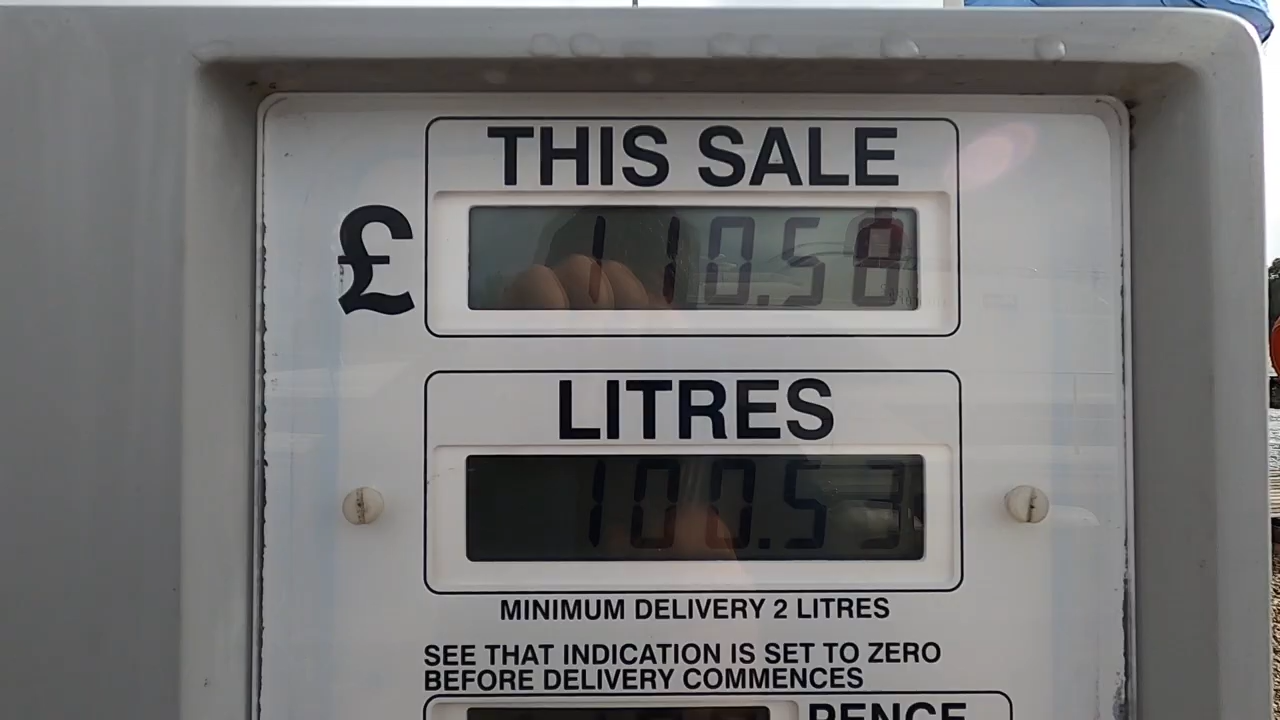 THIS SALE
£ 110.58
LITRES
100.53
MINIMUM DELIVERY 2 LITRES
SEE THAT INDICATION IS SET TO ZERO
BEFORE DELIVERY COMMENCES
PENCE